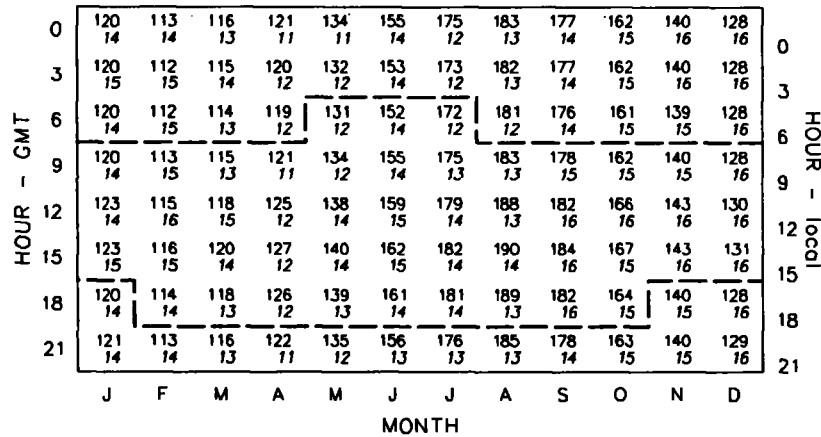 0 120 113 116 121 134 155 175 183 177 162 140 128 0
14 14 13 11 11 14 12 13 14 15 16 16
3 120 112 115 120 132 153 173 182 177 162 140 128 3
15 15 14 12 12 14 12 13 14 15 16 16
6 120 112 114 119 131 152 172 181 176 161 139 128 6
14 15 13 12 12 14 12 12 14 15 15 16
9 120 113 115 121 134 155 175 183 178 162 140 128 9
14 15 13 11 12 14 13 13 15 15 15 16
12 123 115 118 125 138 159 179 188 182 166 143 130 12
14 16 15 12 14 15 14 13 16 16 16 16
15 123 116 120 127 140 162 182 190 184 167 143 131 15
15 15 14 12 14 15 14 14 16 15 16 16
18 120 114 118 126 139 161 181 189 182 164 140 128 18
14 14 13 12 13 14 14 13 16 15 15 16
21 121 113 116 122 135 156 176 185 178 163 140 129 21
14 14 13 11 12 13 13 13 14 15 15 16
J F M A M J J A S O N D
MONTH
HOUR - GMT
HOUR - local